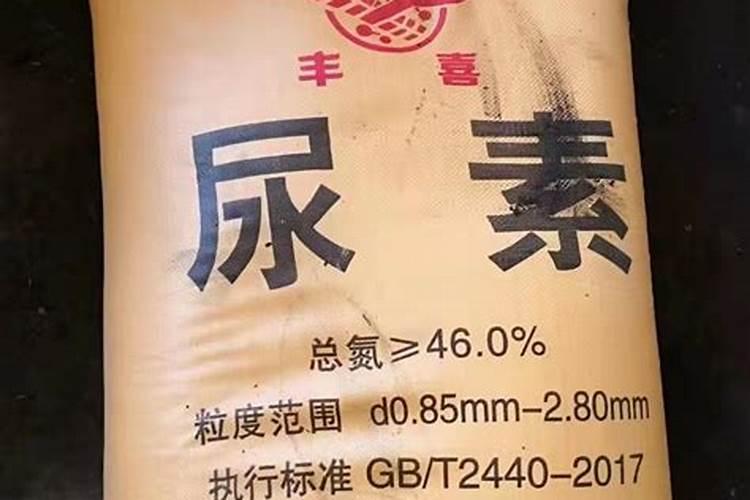 丰喜
尿素
总氮≥46.0%
粒度范围 d0.85mm-2.80mm
执行标准 GB/T2440-2017